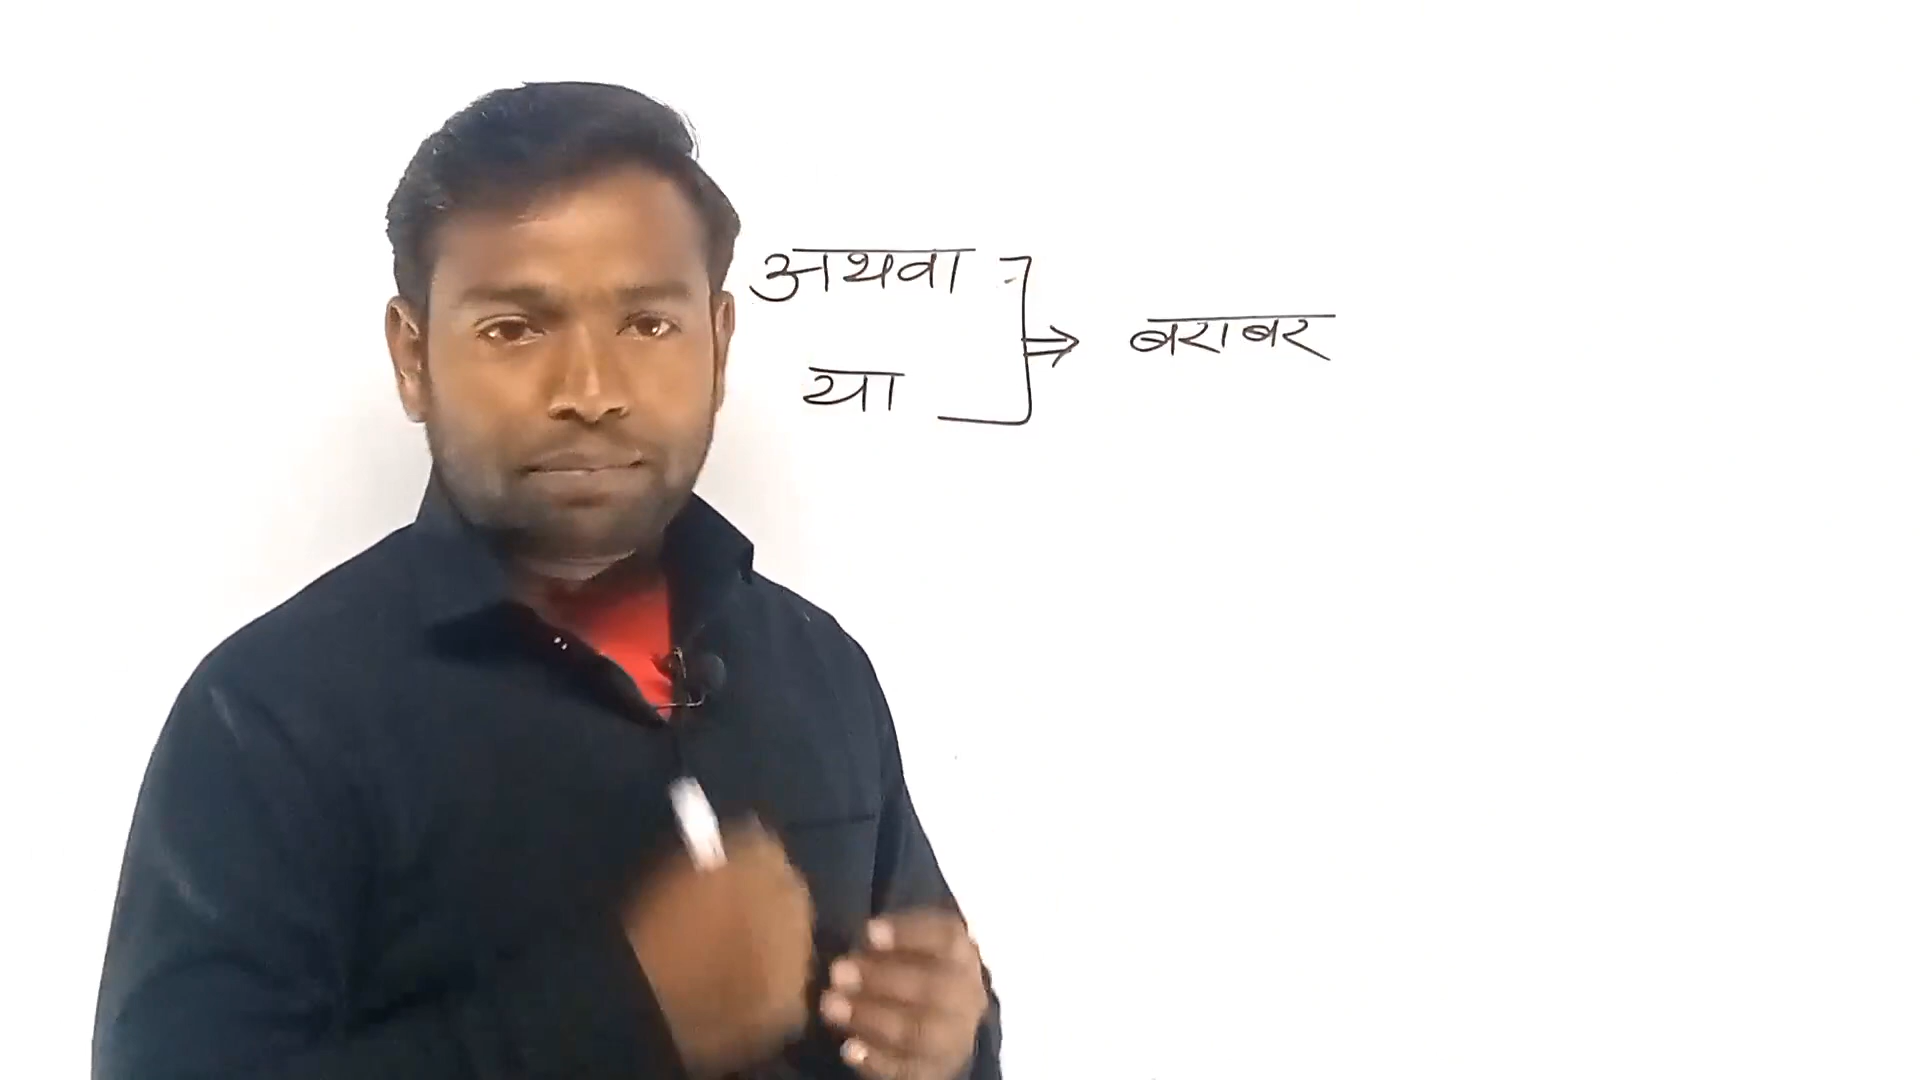 अथवा
या
⇒ बराबर